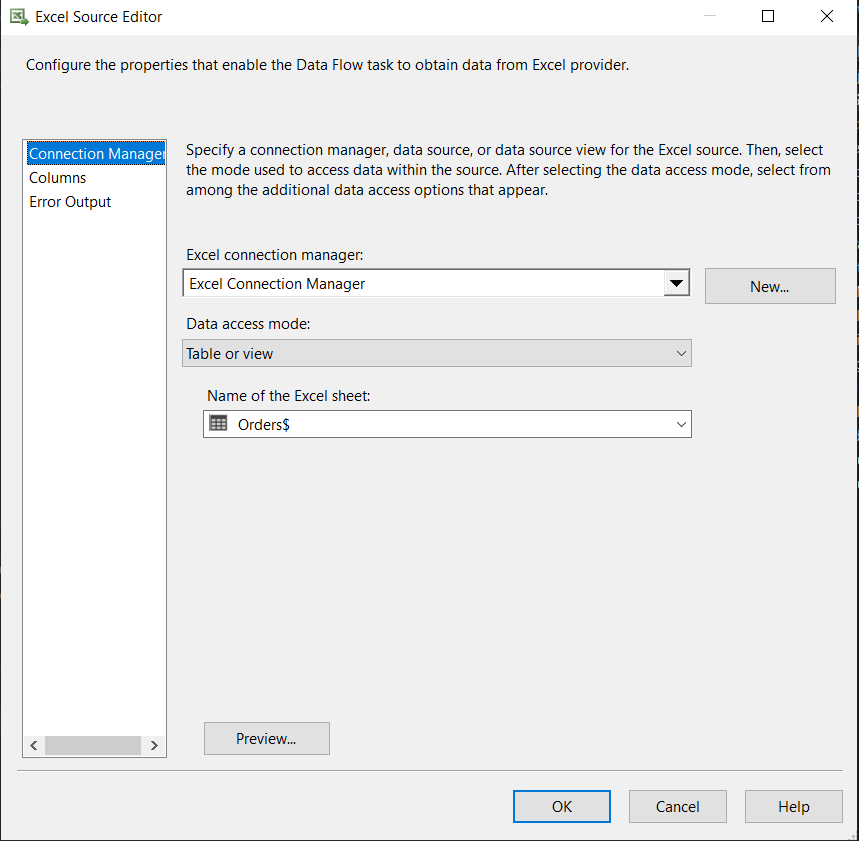 Excel Source Editor
Configure the properties that enable the Data Flow task to obtain data from Excel provider.
Connection Manager
Columns
Error Output
Specify a connection manager, data source, or data source view for the Excel source. Then, select
the mode used to access data within the source. After selecting the data access mode, select from
among the additional data access options that appear.
Excel connection manager:
Excel Connection Manager
New...
Data access mode:
Table or view
Name of the Excel sheet:
Orders$
Preview...
OK
Cancel
Help